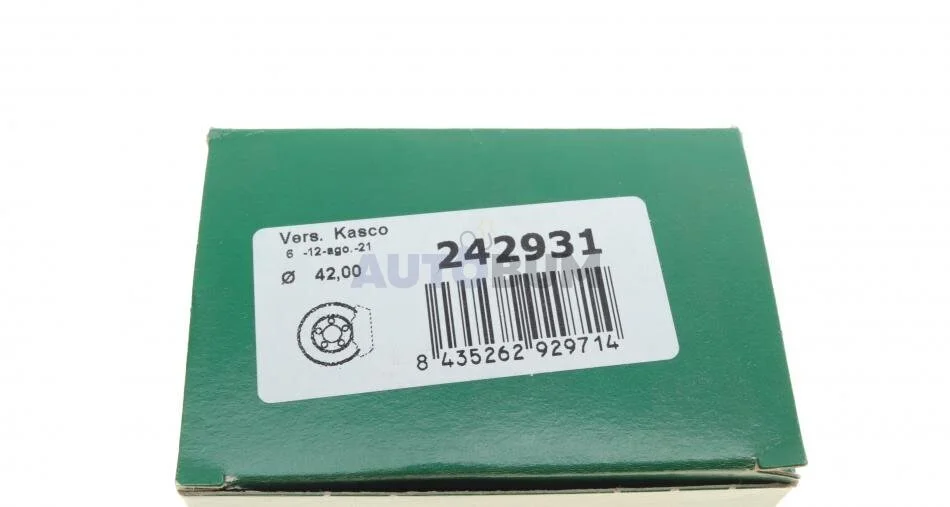 Vers. Kasco
6 -12-ago.-21
Ø 42,00
242931
AUTOBUM
8 435262 929714